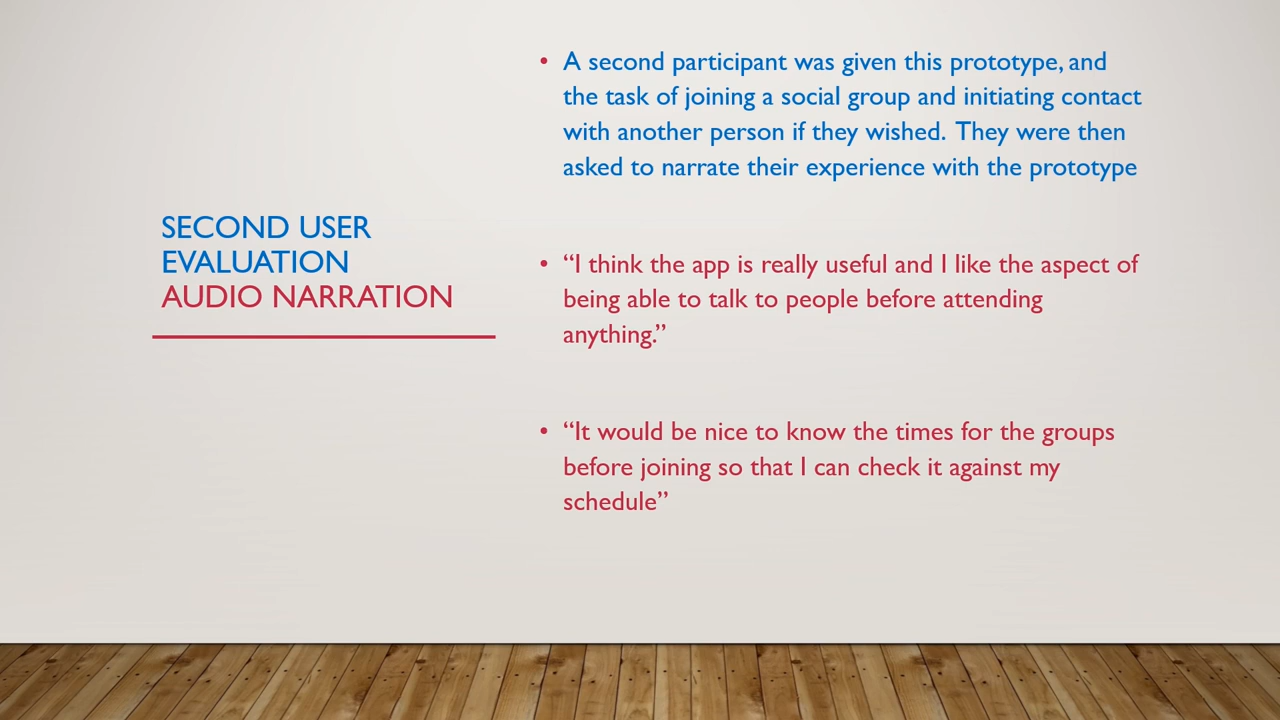 SECOND USER
EVALUATION
AUDIO NARRATION
• A second participant was given this prototype, and
the task of joining a social group and initiating contact
with another person if they wished.  They were then
asked to narrate their experience with the prototype
• “I think the app is really useful and I like the aspect of
being able to talk to people before attending
anything.”
• “It would be nice to know the times for the groups
before joining so that I can check it against my
schedule”